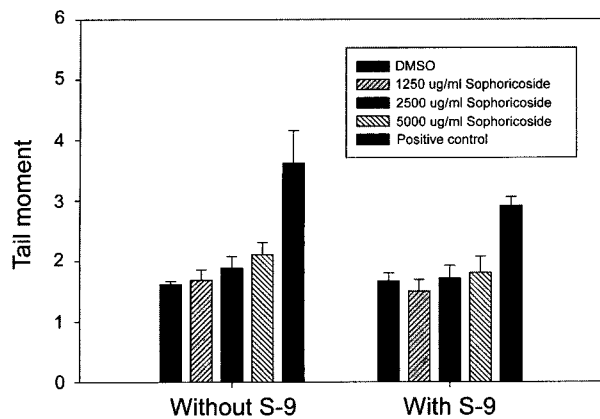 6
5
4
3
2
1
0
Tail moment
DMSO
1250 ug/ml Sophoricoside
2500 ug/ml Sophoricoside
5000 ug/ml Sophoricoside
Positive control
Without S-9
With S-9